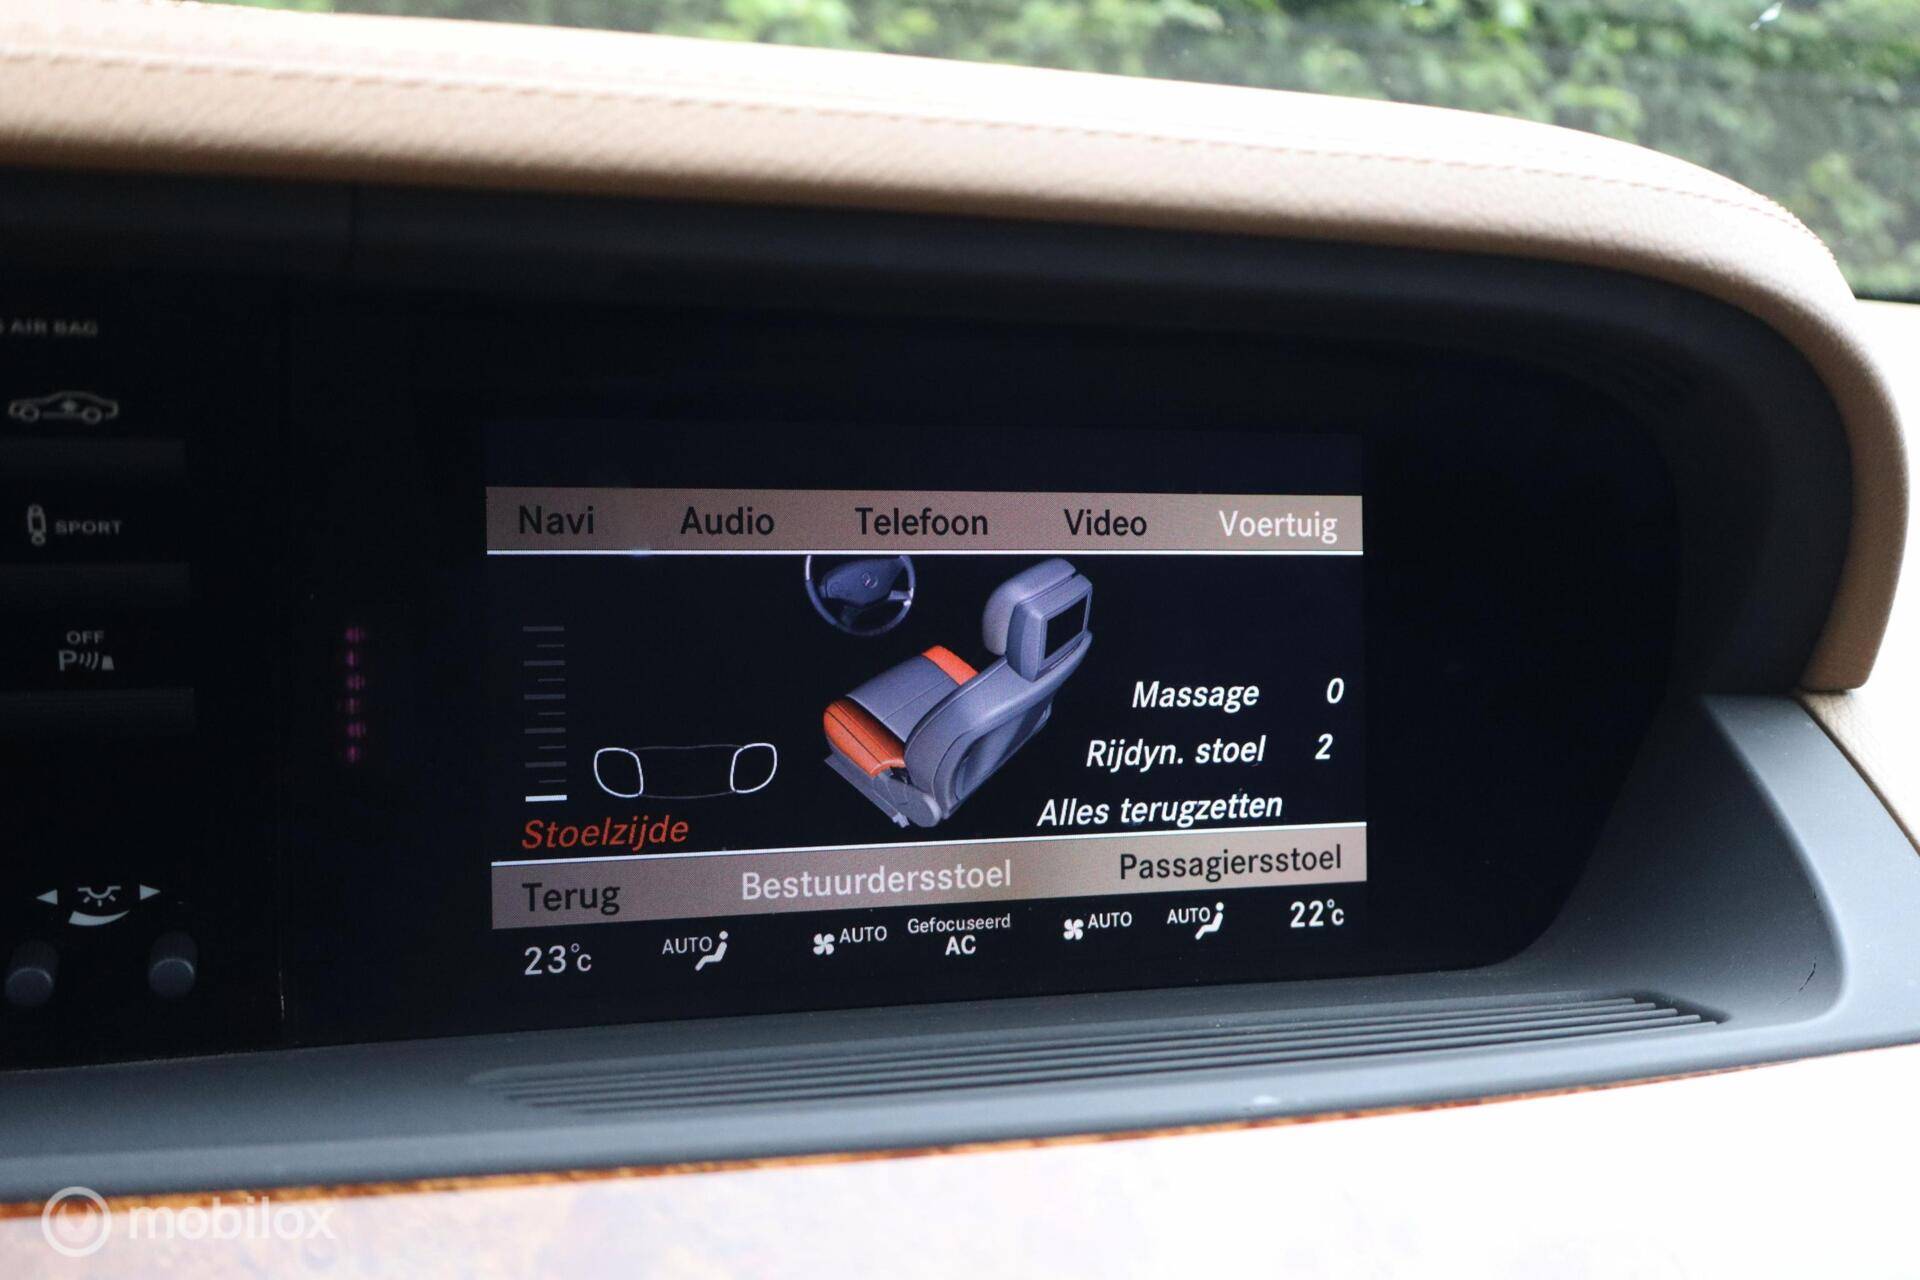 AIR BAG
SPORT
OFF
P
Navi Audio Telefoon Video Voertuig
Massage 0
Rijdyn. stoel 2
Alles terugzetten
Stoelzijde
Terug Bestuurdersstoel Passagiersstoel
23°C AUTO AUTO Gefocuseerd AC AUTO AUTO 22°C
mobilox